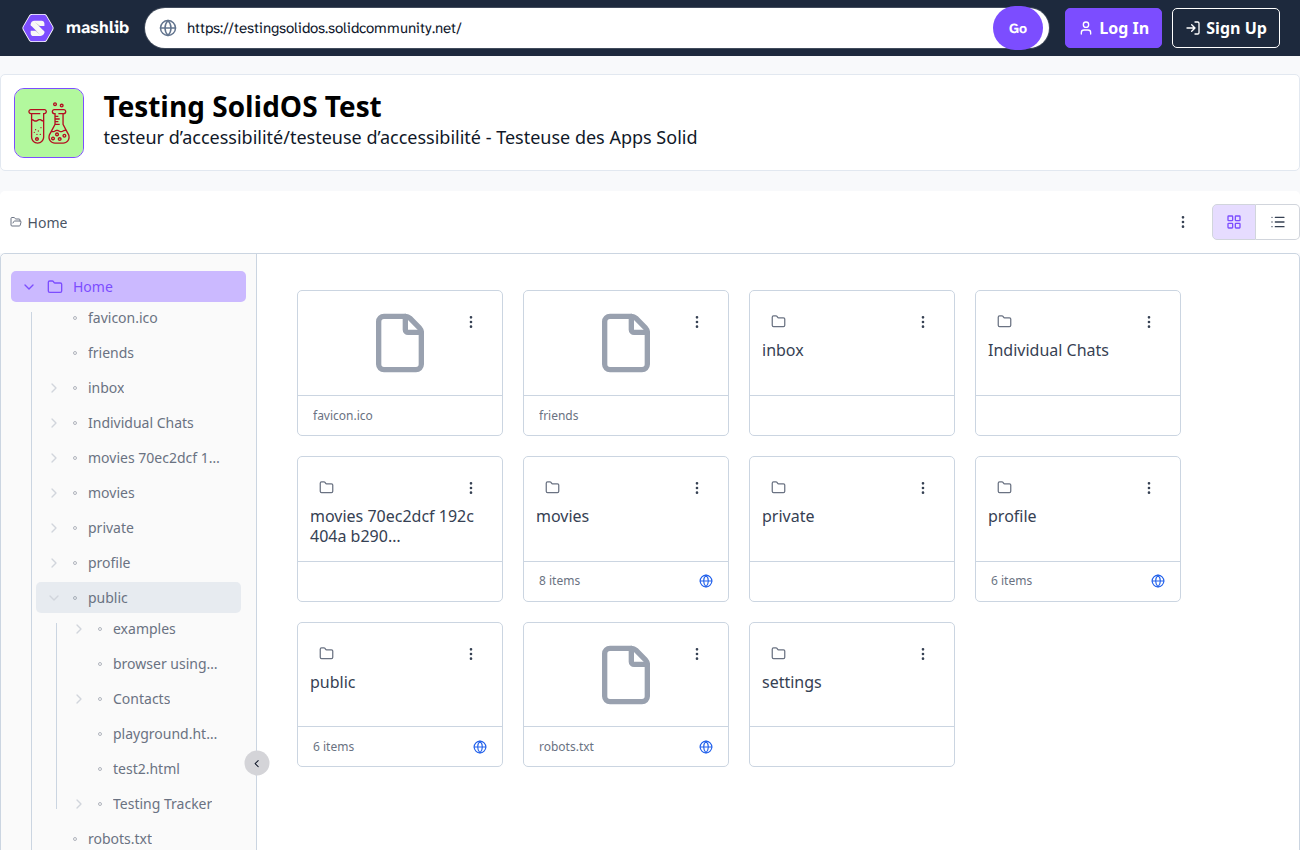 mashlib
https://testingsolidos.solidcommunity.net/
Go
Log In
Sign Up
Testing SolidOS Test
testeur d’accessibilité/testeuse d’accessibilité - Testeuse des Apps Solid
Home
Home
favicon.ico
friends
inbox
Individual Chats
movies 70ec2dcf 1...
movies
private
profile
public
examples
browser using...
Contacts
playground.ht...
test2.html
Testing Tracker
robots.txt
favicon.ico
friends
inbox
Individual Chats
movies 70ec2dcf 192c
404a b290...
movies
8 items
private
profile
6 items
public
6 items
robots.txt
settings